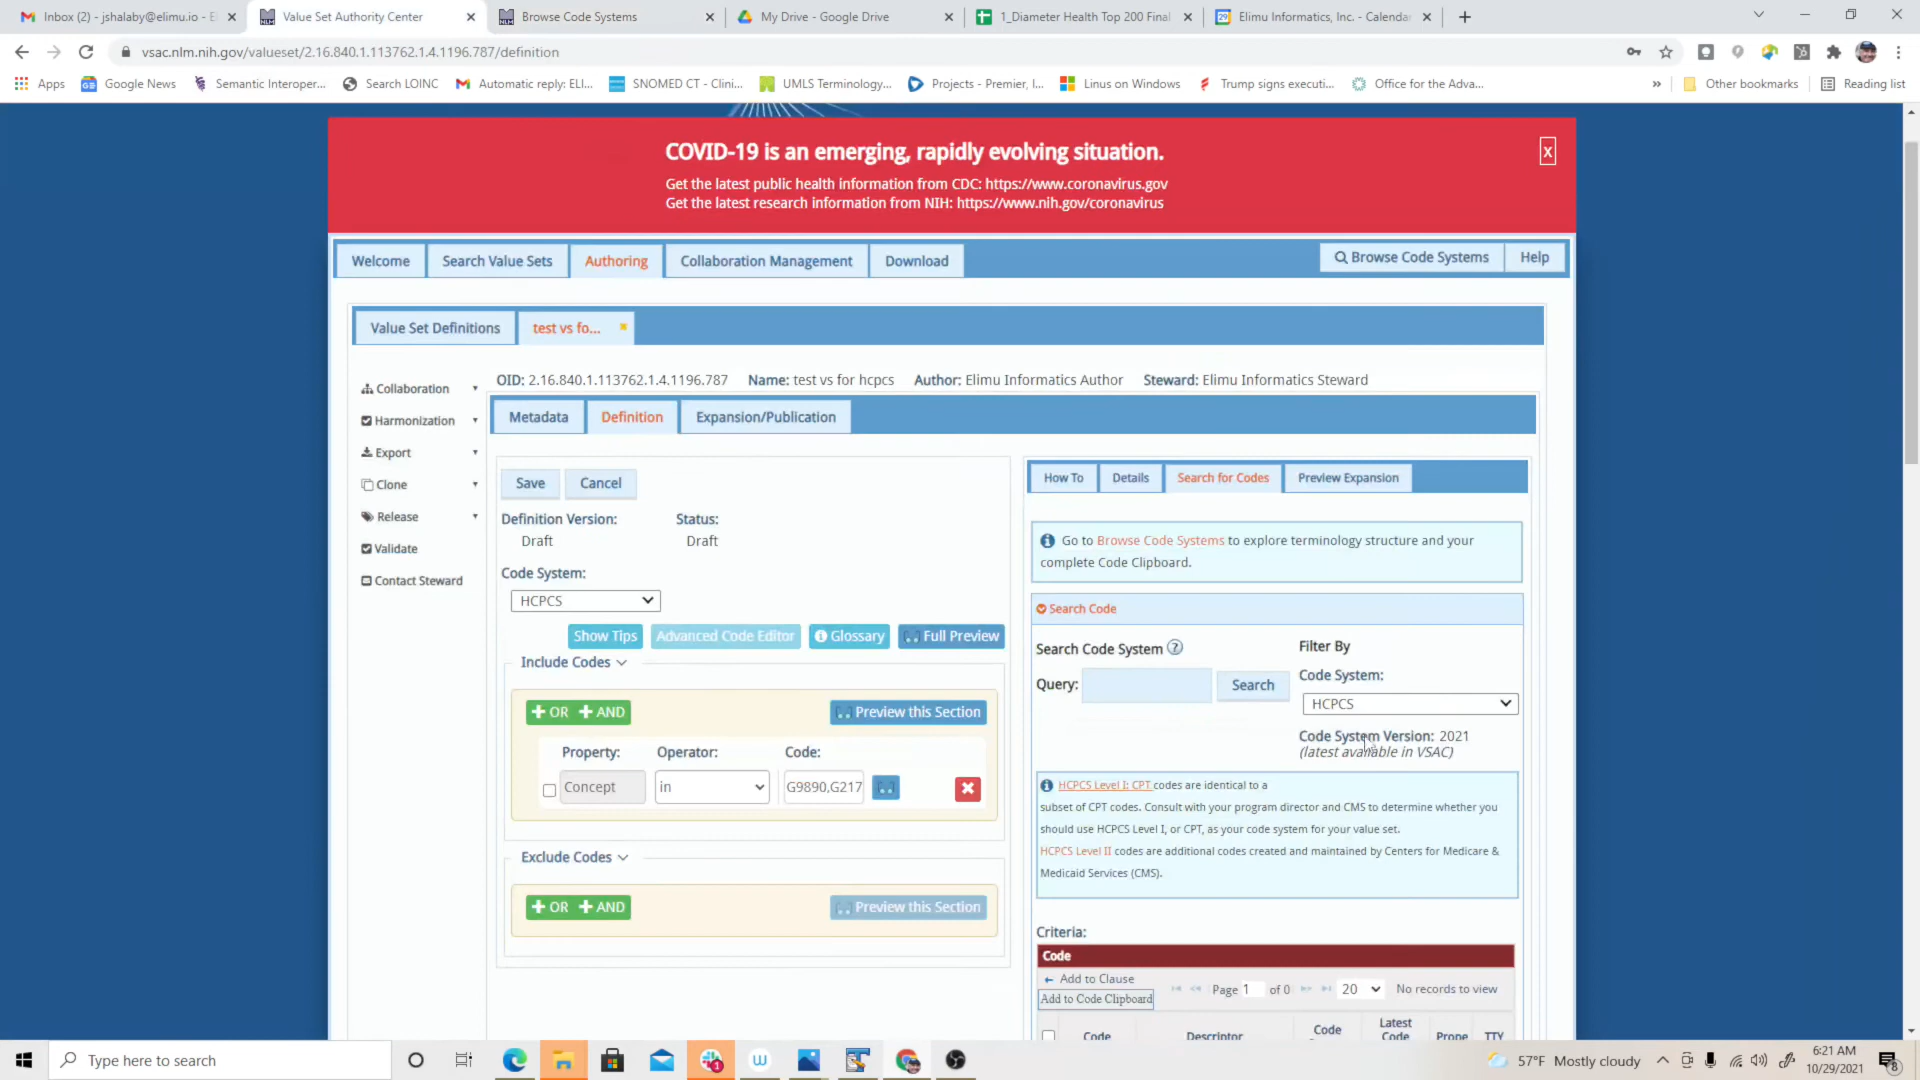 Inbox (2) - jshalaby@elimu.io - E
Value Set Authority Center
Browse Code Systems
My Drive - Google Drive
1_Diameter Health Top 200 Final
Elimu Informatics, Inc. - Calenda
vsac.nlm.nih.gov/valueset/2.16.840.1.113762.1.4.1196.787/definition
Apps
Google News
Semantic Interoper...
Search LOINC
Automatic reply: ELI...
SNOMED CT - Clini...
UMLS Terminology...
Projects - Premier, I...
Linus on Windows
Trump signs executi...
Office for the Adva...
»
Other bookmarks
Reading list
COVID-19 is an emerging, rapidly evolving situation.
X
Get the latest public health information from CDC: https://www.coronavirus.gov
Get the latest research information from NIH: https://www.nih.gov/coronavirus
Welcome
Search Value Sets
Authoring
Collaboration Management
Download
Browse Code Systems
Help
Value Set Definitions
test vs fo...
Collaboration
Harmonization
Export
Clone
Release
Validate
Contact Steward
OID: 2.16.840.1.113762.1.4.1196.787 Name: test vs for hcpcs Author: Elimu Informatics Author Steward: Elimu Informatics Steward
Metadata
Definition
Expansion/Publication
Save
Cancel
Definition Version:
Status:
Draft
Draft
Code System:
HCPCS
Show Tips
Advanced Code Editor
Glossary
Full Preview
Include Codes
+ OR + AND
Preview this Section
Property:
Operator:
Code:
Concept
in
G9890,G217
Exclude Codes
+ OR + AND
Preview this Section
How To
Details
Search for Codes
Preview Expansion
Go to Browse Code Systems to explore terminology structure and your
complete Code Clipboard.
Search Code
Search Code System
Filter By
Code System:
Query:
Search
HCPCS
Code System Version: 2021
(latest available in VSAC)
HCPCS Level I: CPT codes are identical to a
subset of CPT codes. Consult with your program director and CMS to determine whether you
should use HCPCS Level I, or CPT, as your code system for your value set.
HCPCS Level II codes are additional codes created and maintained by Centers for Medicare &
Medicaid Services (CMS).
Criteria:
Code
Add to Clause
Add to Code Clipboard
Page 1 of 0
20
No records to view
Code
Descriptor
Code
Latest
Code
Prope
TTY
Type here to search
57°F Mostly cloudy
6:21 AM
10/29/2021
8